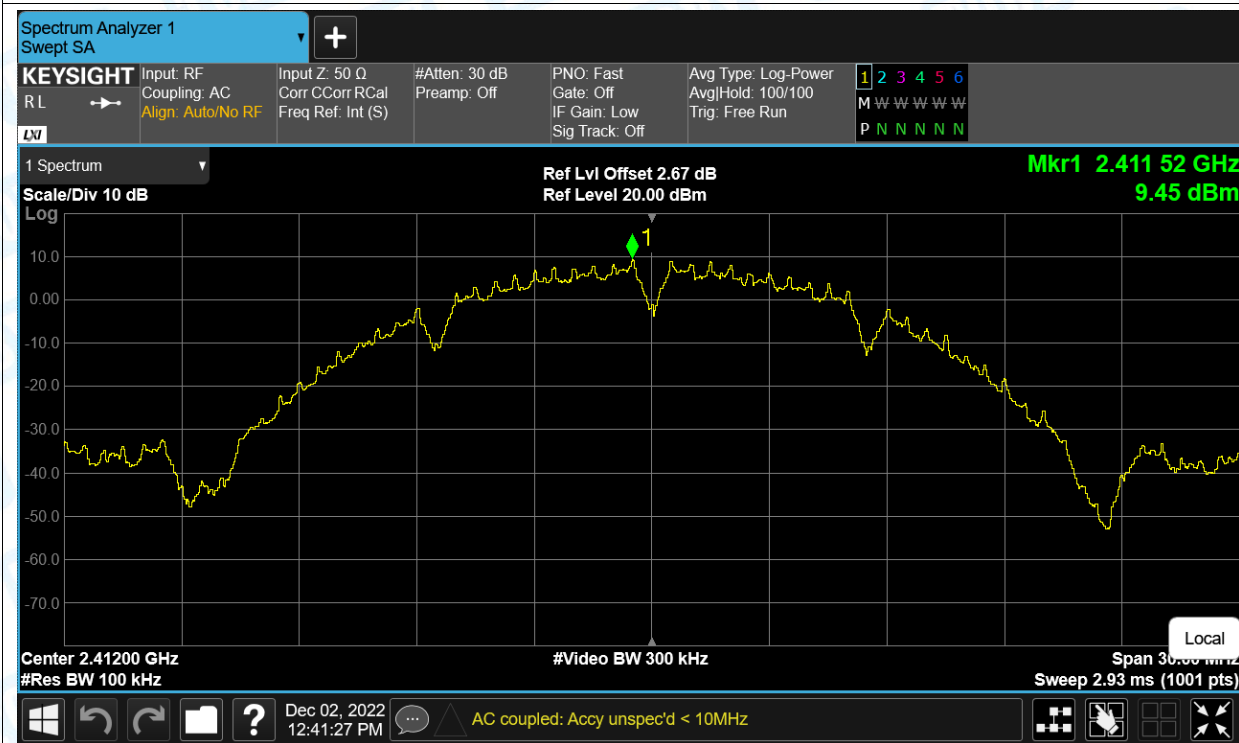 Spectrum Analyzer 1
Swept SA
KEYSIGHT
R L
LXI
Input: RF
Coupling: AC
Align: Auto/No RF
Input Z: 50 Ω
Corr CCorr RCal
Freq Ref: Int (S)
#Atten: 30 dB
Preamp: Off
PNO: Fast
Gate: Off
IF Gain: Low
Sig Track: Off
Avg Type: Log-Power
Avg|Hold: 100/100
Trig: Free Run
1 2 3 4 5 6
M W W W W W W
P N N N N N N
1 Spectrum
Scale/Div 10 dB
Log
Ref Lvl Offset 2.67 dB
Ref Level 20.00 dBm
Mkr1 2.411 52 GHz
9.45 dBm
1
10.0
0.00
-10.0
-20.0
-30.0
-40.0
-50.0
-60.0
-70.0
Local
Center 2.41200 GHz
#Video BW 300 kHz
Span 30.00 MHz
#Res BW 100 kHz
Sweep 2.93 ms (1001 pts)
?
Dec 02, 2022
12:41:27 PM
AC coupled: Accy unspec'd < 10MHz